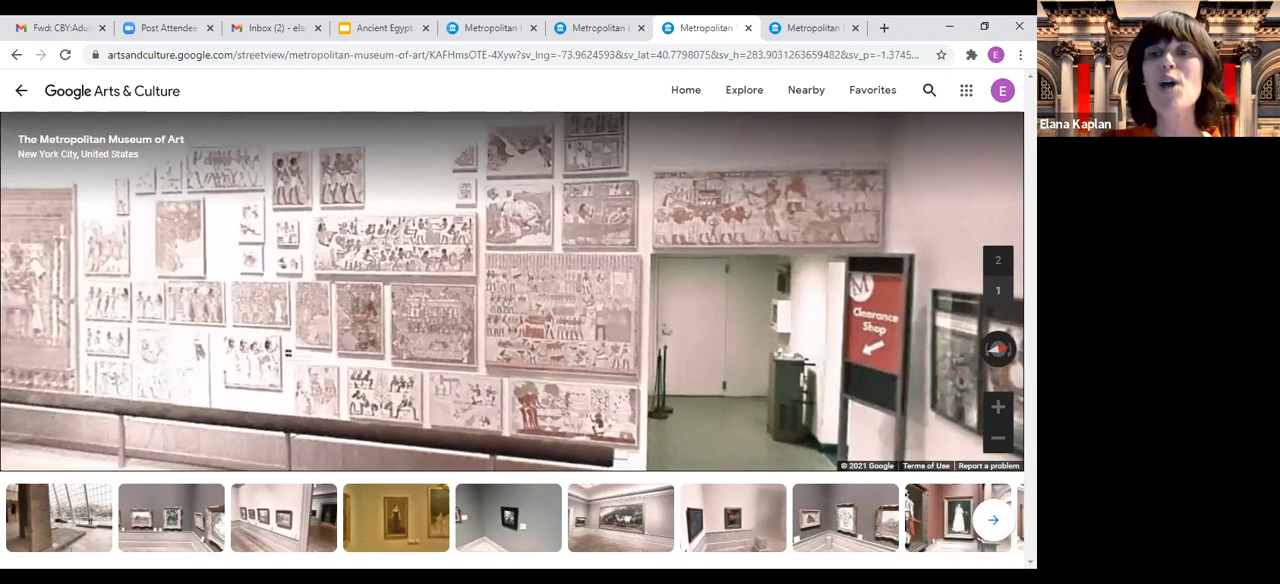 Fwd: CBY:Adu
Post Attendee
Inbox (2) - els
Ancient Egypt
Metropolitan
Metropolitan
Metropolitan
Metropolitan
artsandculture.google.com/streetview/metropolitan-museum-of-art/KAFHmsOTE-4Xyw?sv_lng=-73.9624593&sv_lat=40.7798075&sv_h=283.9031263659482&sv_p=-1.3745...
E
Google Arts & Culture
Home
Explore
Nearby
Favorites
E
The Metropolitan Museum of Art
New York City, United States
M
Clearance
Shop
2
1
© 2021 Google
Terms of Use
Report a problem
Elana Kaplan